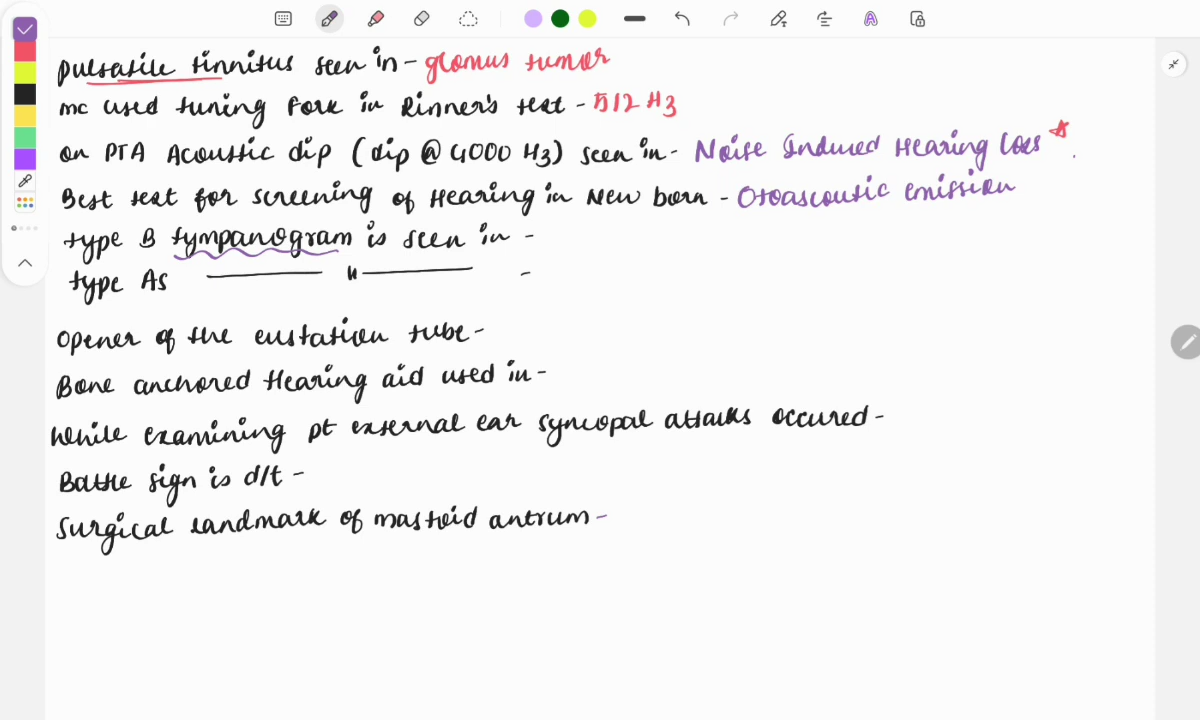 pulsatile tinnitus seen in - glomus tumor
mc used tuning fork in Rinner's test - 512 Hz
on PTA Acoustic dip (dip @ 4000 Hz) seen in - Noise Induced Hearing Loss *
Best test for screening of Hearing in New born - Otoascoutic emission
type B tympanogram is seen in -
type As ——— " ——— -
Opener of the eustation tube -
Bone anchored Hearing aid used in -
While examining pt external ear syncopal attacks occured -
Battle sign is d/t -
Surgical landmark of mastoid antrum -